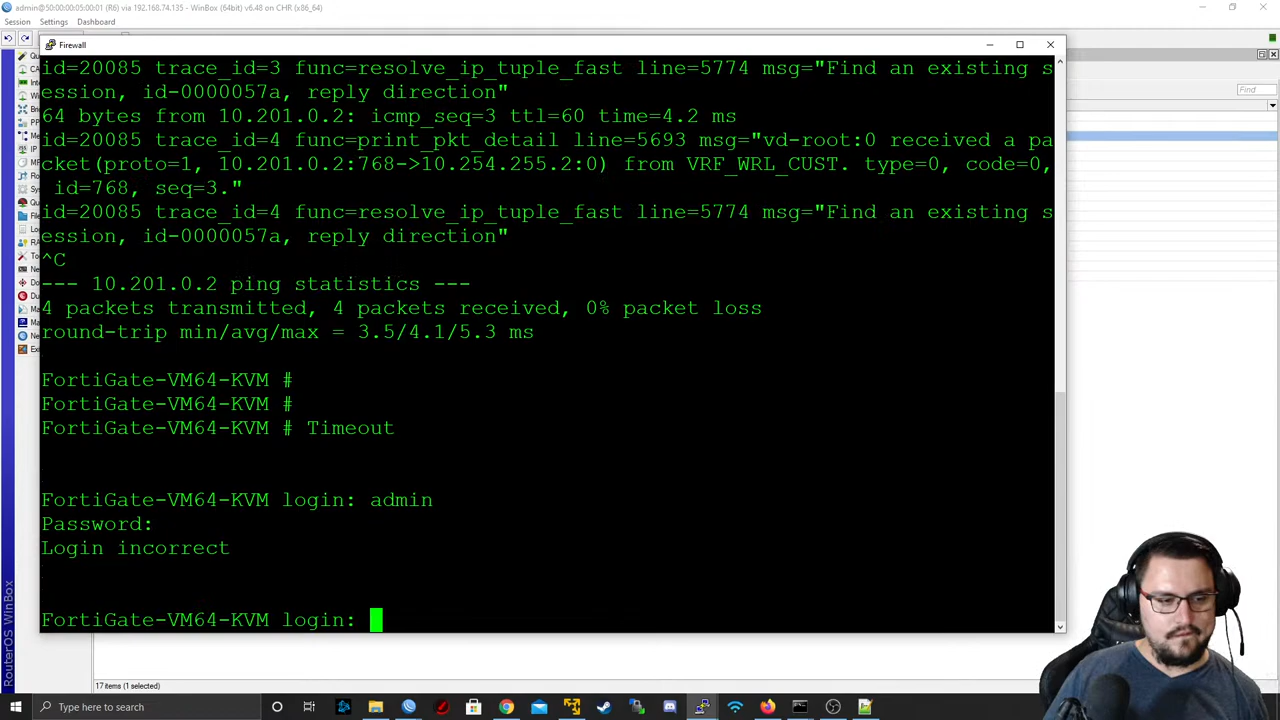 admin@50:00:00:05:00:01 (R6) via 192.168.74.135 - WinBox (64bit) v6.48 on CHR (x86_64)
Session Settings Dashboard
Firewall
Find
id=20085 trace_id=3 func=resolve_ip_tuple_fast line=5774 msg="Find an existing s
ession, id-0000057a, reply direction"
64 bytes from 10.201.0.2: icmp_seq=3 ttl=60 time=4.2 ms
id=20085 trace_id=4 func=print_pkt_detail line=5693 msg="vd-root:0 received a pa
cket(proto=1, 10.201.0.2:768->10.254.255.2:0) from VRF_WRL_CUST. type=0, code=0,
id=768, seq=3."
id=20085 trace_id=4 func=resolve_ip_tuple_fast line=5774 msg="Find an existing s
ession, id-0000057a, reply direction"
^C
--- 10.201.0.2 ping statistics ---
4 packets transmitted, 4 packets received, 0% packet loss
round-trip min/avg/max = 3.5/4.1/5.3 ms
FortiGate-VM64-KVM #
FortiGate-VM64-KVM #
FortiGate-VM64-KVM # Timeout
FortiGate-VM64-KVM login: admin
Password:
Login incorrect
FortiGate-VM64-KVM login:
RouterOS WinBox
17 items (1 selected)
Type here to search